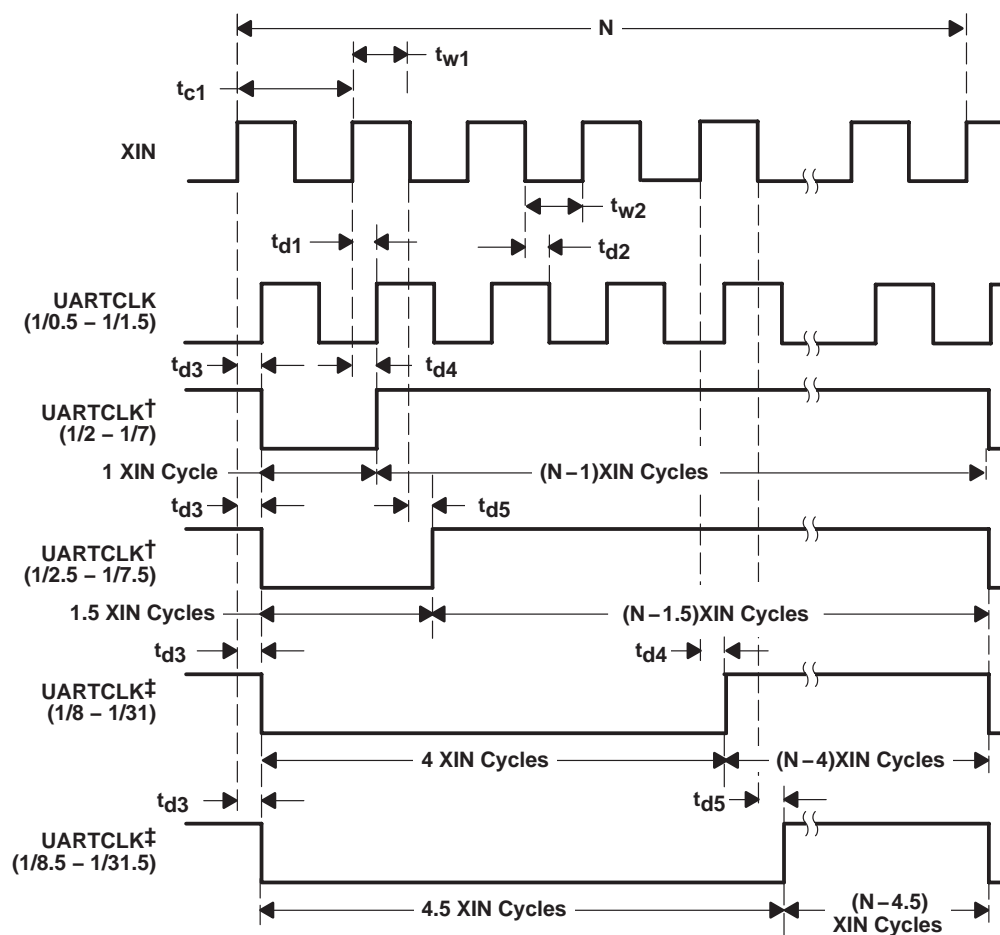 N
tw1
tc1
XIN
tw2
td1
td2
UARTCLK
(1/0.5 – 1/1.5)
td3
td4
UARTCLK†
(1/2 – 1/7)
1 XIN Cycle
(N–1)XIN Cycles
td3
td5
UARTCLK†
(1/2.5 – 1/7.5)
1.5 XIN Cycles
(N–1.5)XIN Cycles
td3
td4
UARTCLK‡
(1/8 – 1/31)
4 XIN Cycles
(N–4)XIN Cycles
td3
td5
UARTCLK‡
(1/8.5 – 1/31.5)
4.5 XIN Cycles
(N–4.5)
XIN Cycles